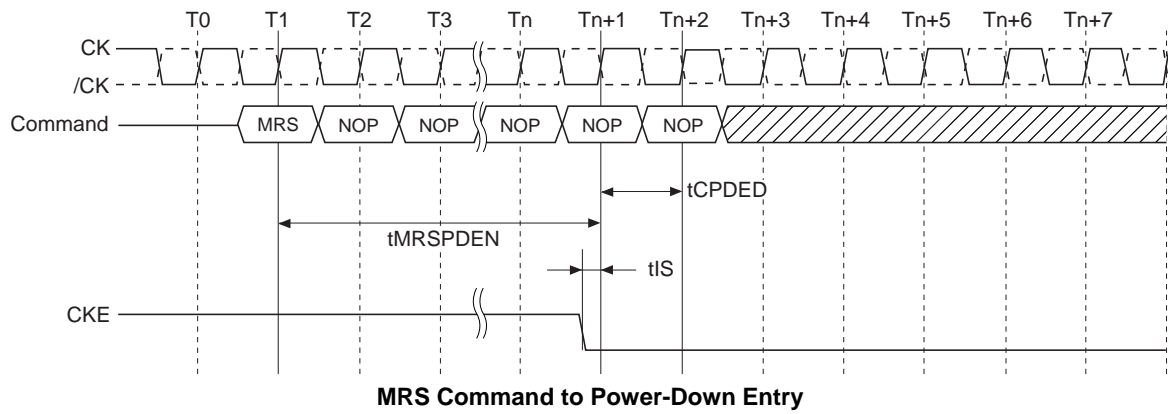 T0 T1 T2 T3 Tn Tn+1 Tn+2 Tn+3 Tn+4 Tn+5 Tn+6 Tn+7
CK
/CK
Command MRS NOP NOP NOP NOP NOP
tCPDED
tMRSPDEN
tIS
CKE
MRS Command to Power-Down Entry